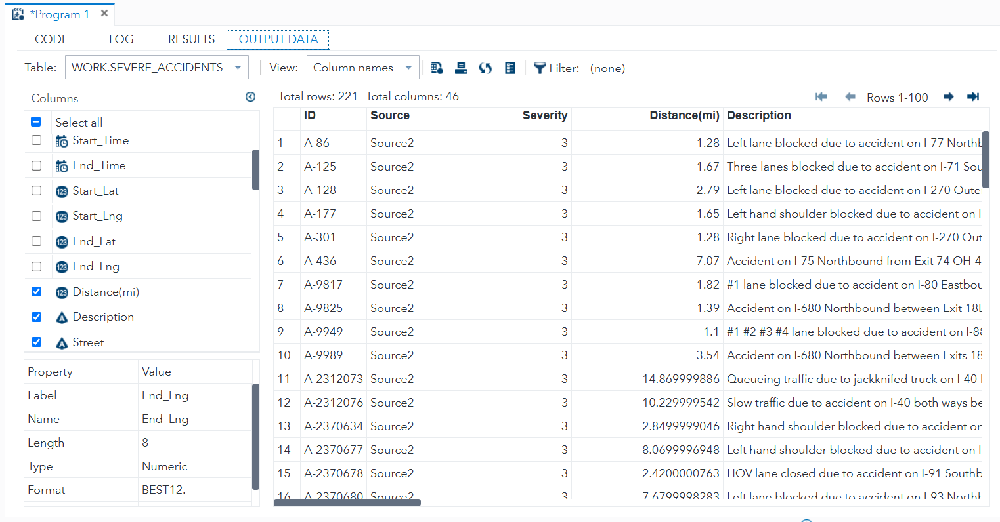 *Program 1 ×
CODE LOG RESULTS OUTPUT DATA
Table: WORK.SEVERE_ACCIDENTS View: Column names Filter: (none)
Columns
Select all
Start_Time
End_Time
Start_Lat
Start_Lng
End_Lat
End_Lng
Distance(mi)
Description
Street
Property Value
Label End_Lng
Name End_Lng
Length 8
Type Numeric
Format BEST12.
Total rows: 221 Total columns: 46 Rows 1-100
ID Source Severity Distance(mi) Description
1 A-86 Source2 3 1.28 Left lane blocked due to accident on I-77 Northb
2 A-125 Source2 3 1.67 Three lanes blocked due to accident on I-71 Sou
3 A-128 Source2 3 2.79 Left lane blocked due to accident on I-270 Outer
4 A-177 Source2 3 1.65 Left hand shoulder blocked due to accident on I-
5 A-301 Source2 3 1.28 Right lane blocked due to accident on I-270 Out
6 A-436 Source2 3 7.07 Accident on I-75 Northbound from Exit 74 OH-4
7 A-9817 Source2 3 1.82 #1 lane blocked due to accident on I-80 Eastbou
8 A-9825 Source2 3 1.39 Accident on I-680 Northbound between Exit 18E
9 A-9949 Source2 3 1.1 #1 #2 #3 #4 lane blocked due to accident on I-88
10 A-9989 Source2 3 3.54 Accident on I-680 Northbound between Exits 18
11 A-2312073 Source2 3 14.869999886 Queueing traffic due to jackknifed truck on I-40
12 A-2312076 Source2 3 10.229999542 Slow traffic due to accident on I-40 both ways be
13 A-2370634 Source2 3 2.8499999046 Right hand shoulder blocked due to accident on
14 A-2370677 Source2 3 8.0699996948 Left hand shoulder blocked due to accident on I-
15 A-2370678 Source2 3 2.4200000763 HOV lane closed due to accident on I-91 Southb
16 A-2370680 Source2 3 7.6799998283 Left lane blocked due to accident on I-93 Northb